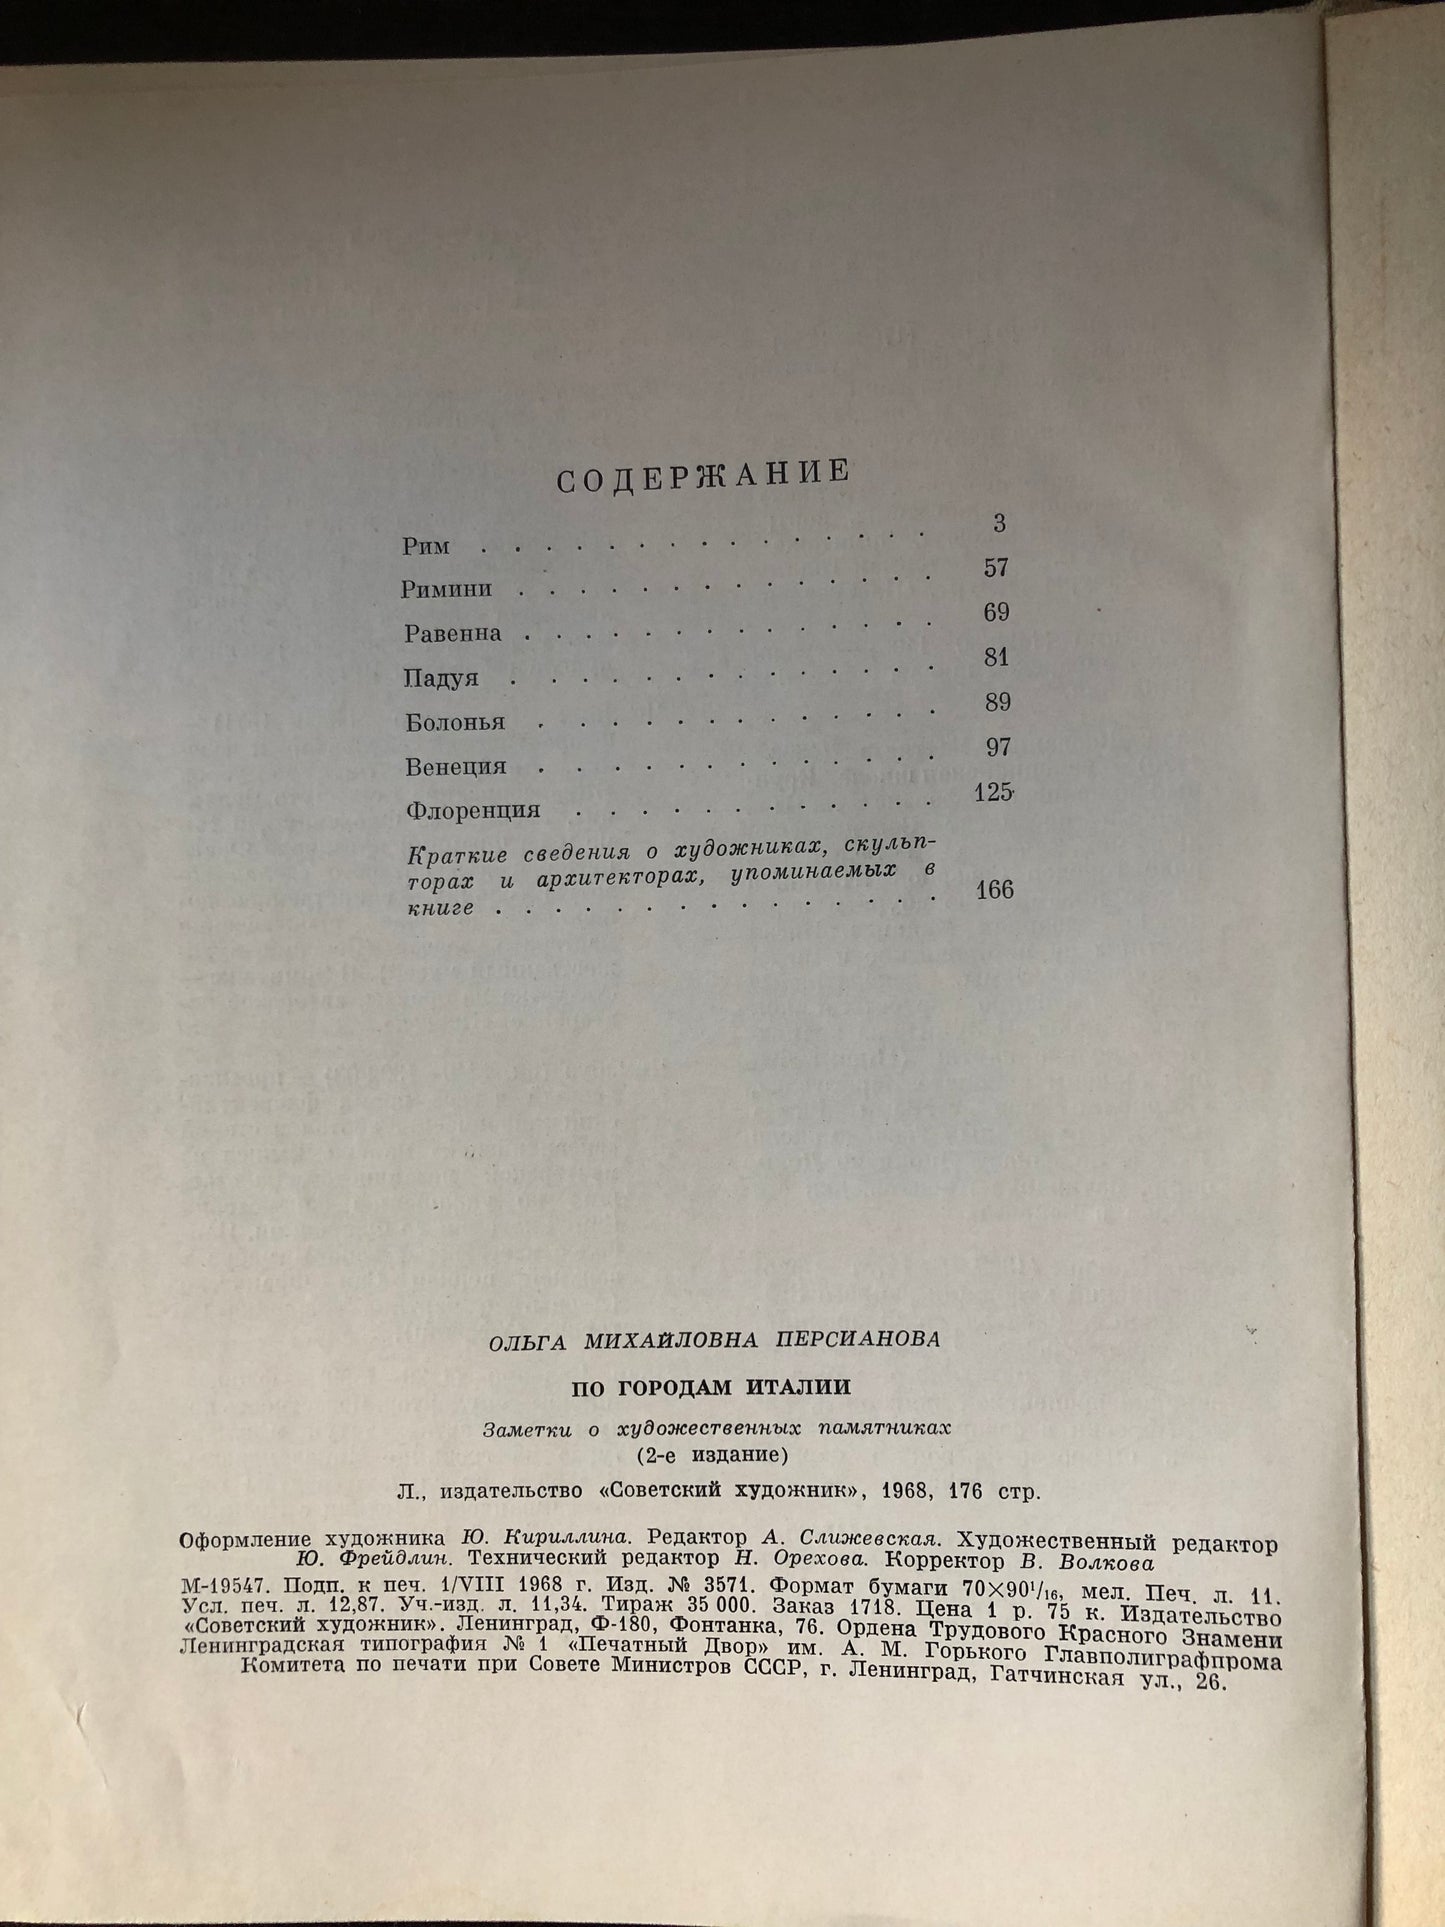 СОДЕРЖАНИЕ
Рим . . . . . . . . . . . . . . . 3
Римини . . . . . . . . . . . . . . 57
Равенна . . . . . . . . . . . . . . 69
Падуя . . . . . . . . . . . . . . 81
Болонья . . . . . . . . . . . . . 89
Венеция . . . . . . . . . . . . . 97
Флоренция . . . . . . . . . . . . 125
Краткие сведения о художниках, скульп-
торах и архитекторах, упоминаемых в
книге . . . . . . . . . . . . . . . 166
ОЛЬГА МИХАЙЛОВНА ПЕРСИАНОВА
ПО ГОРОДАМ ИТАЛИИ
Заметки о художественных памятниках
(2-е издание)
Л., издательство «Советский художник», 1968, 176 стр.
Оформление художника Ю. Кириллина. Редактор А. Слижевская. Художественный редактор
Ю. Фрейдлин. Технический редактор Н. Орехова. Корректор В. Волкова
М-19547. Подп. к печ. 1/VIII 1968 г. Изд. № 3571. Формат бумаги 70×90¹/₁₆, мел. Печ. л. 11.
Усл. печ. л. 12,87. Уч.-изд. л. 11,34. Тираж 35 000. Заказ 1718. Цена 1 р. 75 к. Издательство
«Советский художник». Ленинград, Ф-180, Фонтанка, 76. Ордена Трудового Красного Знамени
Ленинградская типография № 1 «Печатный Двор» им. А. М. Горького Главполиграфпрома
Комитета по печати при Совете Министров СССР, г. Ленинград, Гатчинская ул., 26.